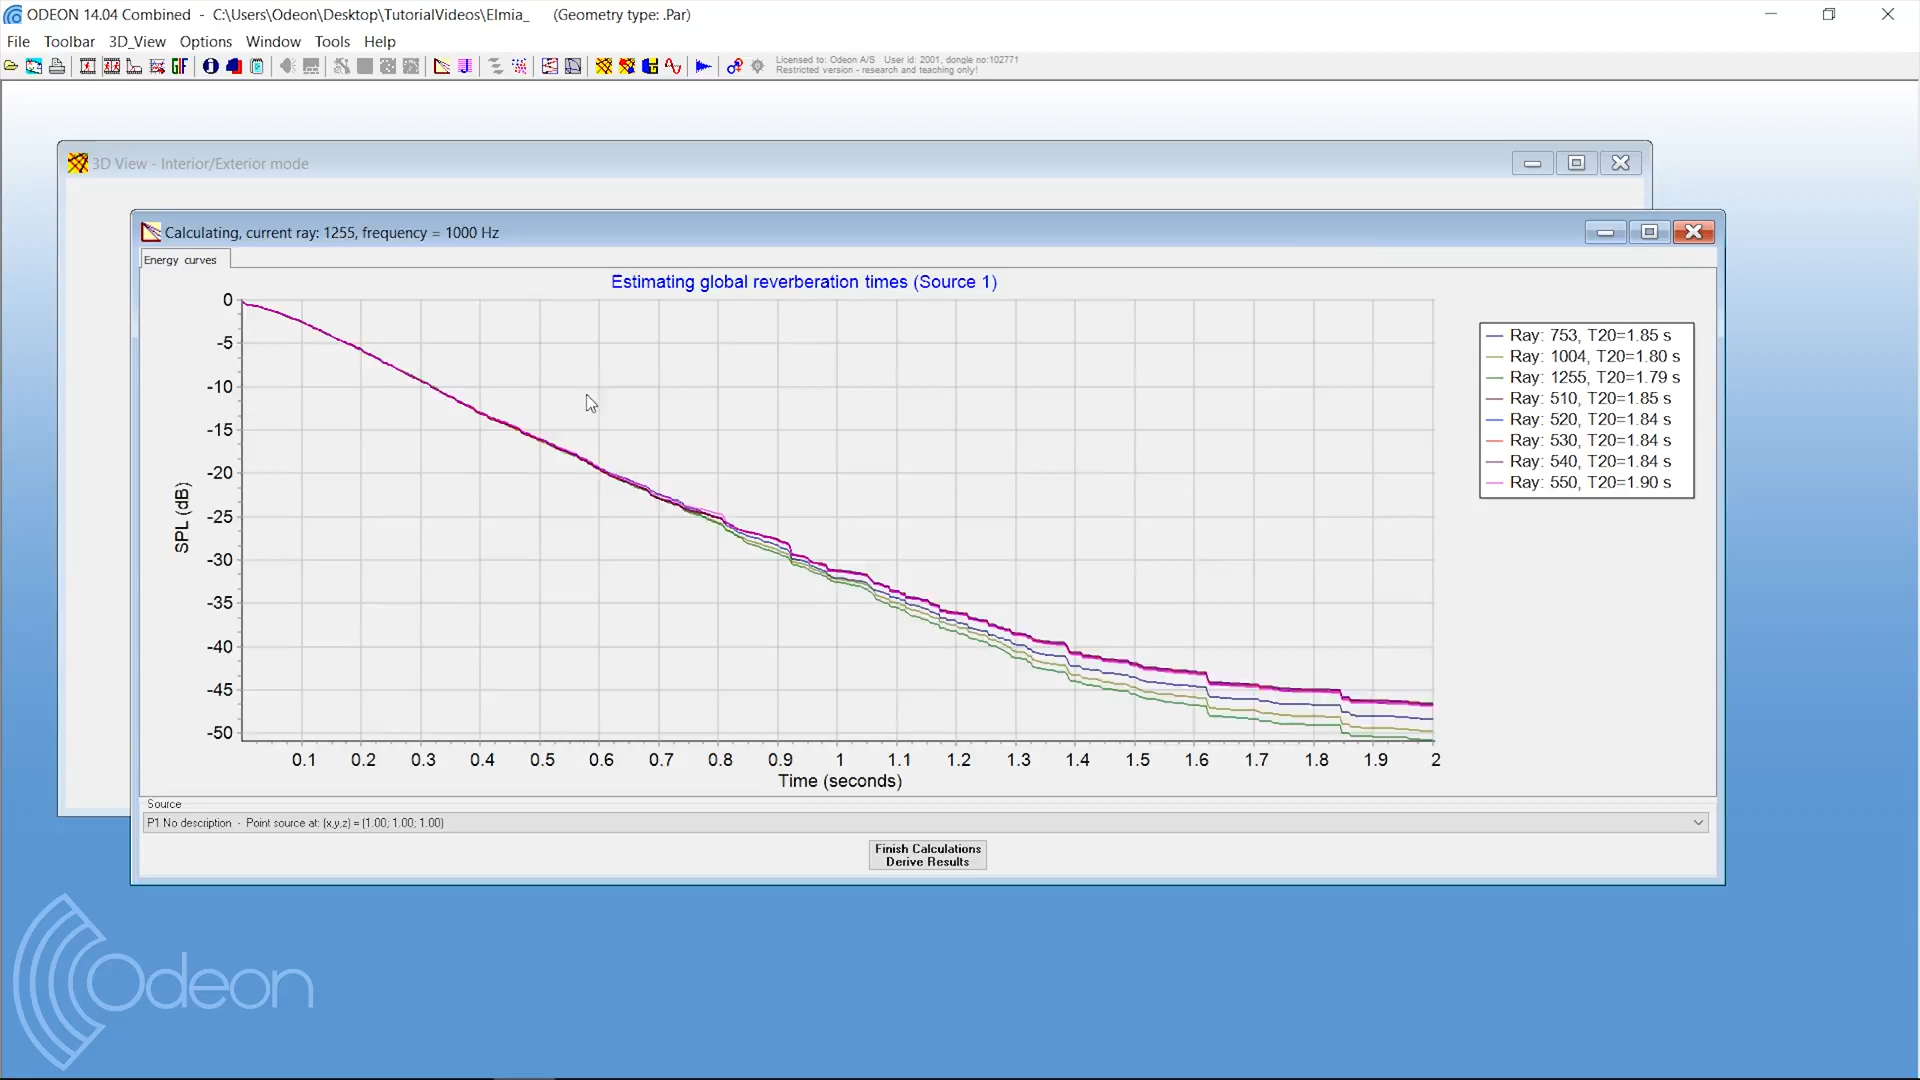 ODEON 14.04 Combined - C:\Users\Odeon\Desktop\TutorialVideos\Elmia_ (Geometry type: .Par)
File Toolbar 3D_View Options Window Tools Help
GIF
Licensed to: Odeon A/S User id: 2001, dongle no:102771
Restricted version - research and teaching only!
3D View - Interior/Exterior mode
Calculating, current ray: 1255, frequency = 1000 Hz
Energy curves
Estimating global reverberation times (Source 1)
0
-5
-10
-15
-20
-25
-30
-35
-40
-45
-50
SPL (dB)
0.1 0.2 0.3 0.4 0.5 0.6 0.7 0.8 0.9 1 1.1 1.2 1.3 1.4 1.5 1.6 1.7 1.8 1.9 2
Time (seconds)
Ray: 753, T20=1.85 s
Ray: 1004, T20=1.80 s
Ray: 1255, T20=1.79 s
Ray: 510, T20=1.85 s
Ray: 520, T20=1.84 s
Ray: 530, T20=1.84 s
Ray: 540, T20=1.84 s
Ray: 550, T20=1.90 s
Source
P1 No description - Point source at: (x,y,z) = (1.00; 1.00; 1.00)
Finish Calculations
Derive Results
Odeon